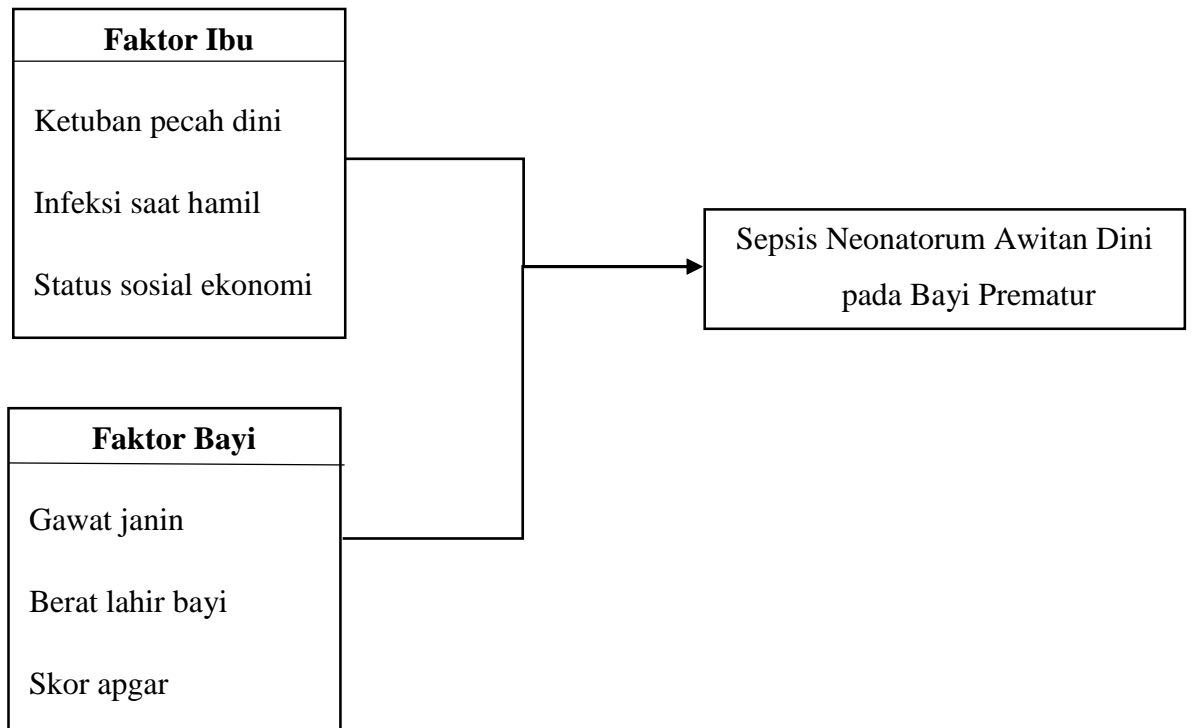 Faktor Ibu
Ketuban pecah dini
Infeksi saat hamil
Status sosial ekonomi
Sepsis Neonatorum Awitan Dini
pada Bayi Prematur
Faktor Bayi
Gawat janin
Berat lahir bayi
Skor apgar